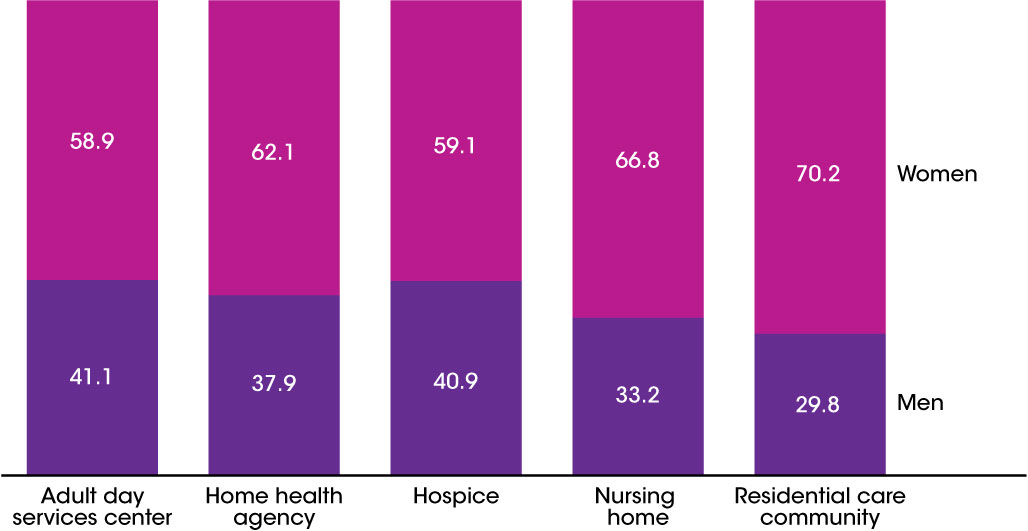 58.9
62.1
59.1
66.8
70.2
Women
41.1
37.9
40.9
33.2
29.8
Men
Adult day
services center
Home health
agency
Hospice
Nursing
home
Residential care
community